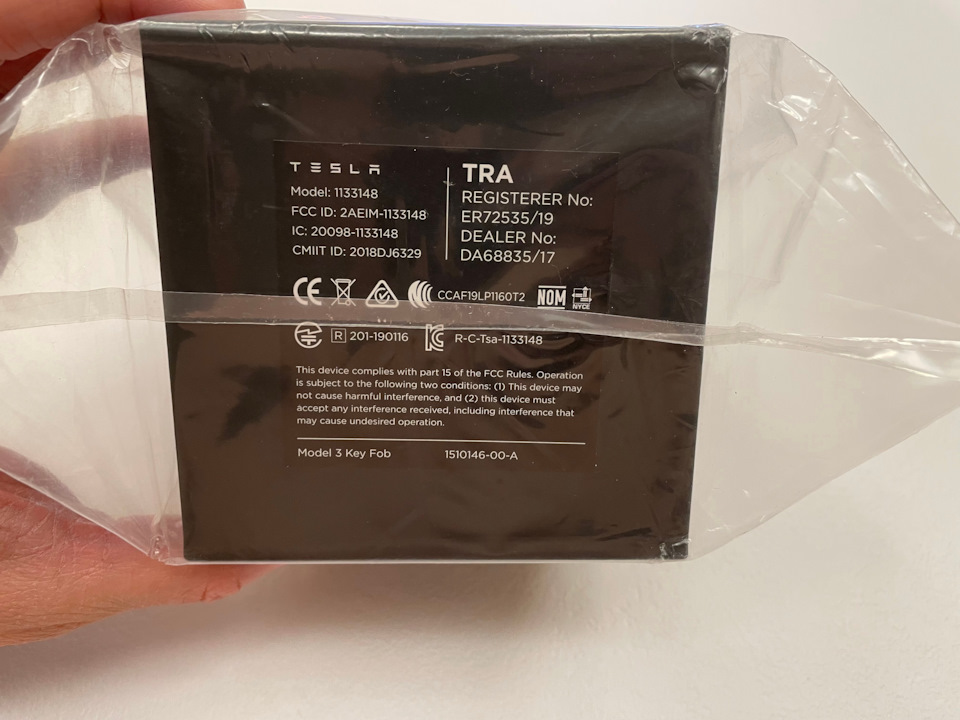 TESLA
Model: 1133148
FCC ID: 2AEIM-1133148
IC: 20098-1133148
CMIIT ID: 2018DJ6329
TRA
REGISTERER No:
ER72535/19
DEALER No:
DA68835/17
CE CCAF19LP1160T2 NOM NYCE
R 201-190116 R-C-Tsa-1133148
This device complies with part 15 of the FCC Rules. Operation
is subject to the following two conditions: (1) This device may
not cause harmful interference, and (2) this device must
accept any interference received, including interference that
may cause undesired operation.
Model 3 Key Fob 1510146-00-A